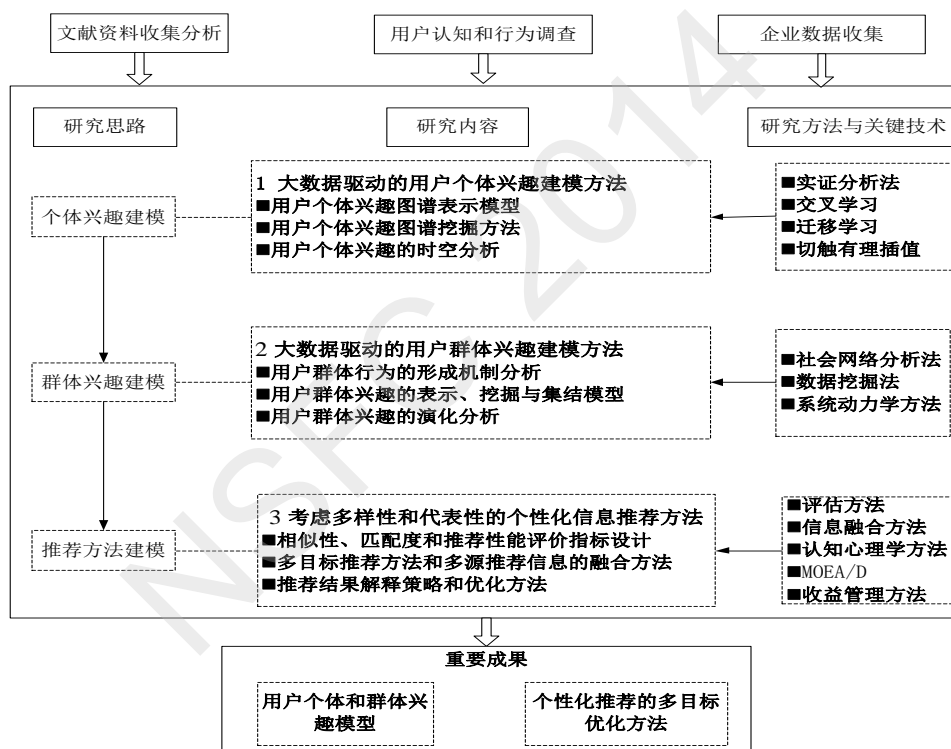 文献资料收集分析
用户认知和行为调查
企业数据收集
研究思路
研究内容
研究方法与关键技术
个体兴趣建模
1 大数据驱动的用户个体兴趣建模方法
■用户个体兴趣图谱表示模型
■用户个体兴趣图谱挖掘方法
■用户个体兴趣的时空分析
■实证分析法
■交叉学习
■迁移学习
■切触有理插值
群体兴趣建模
2 大数据驱动的用户群体兴趣建模方法
■用户群体行为的形成机制分析
■用户群体兴趣的表示、挖掘与集结模型
■用户群体兴趣的演化分析
■社会网络分析法
■数据挖掘法
■系统动力学方法
推荐方法建模
3 考虑多样性和代表性的个性化信息推荐方法
■相似性、匹配度和推荐性能评价指标设计
■多目标推荐方法和多源推荐信息的融合方法
■推荐结果解释策略和优化方法
■评估方法
■信息融合方法
■认知心理学方法
■MOEA/D
■收益管理方法
重要成果
用户个体和群体兴
趣模型
个性化推荐的多目标
优化方法
NSFC 2014